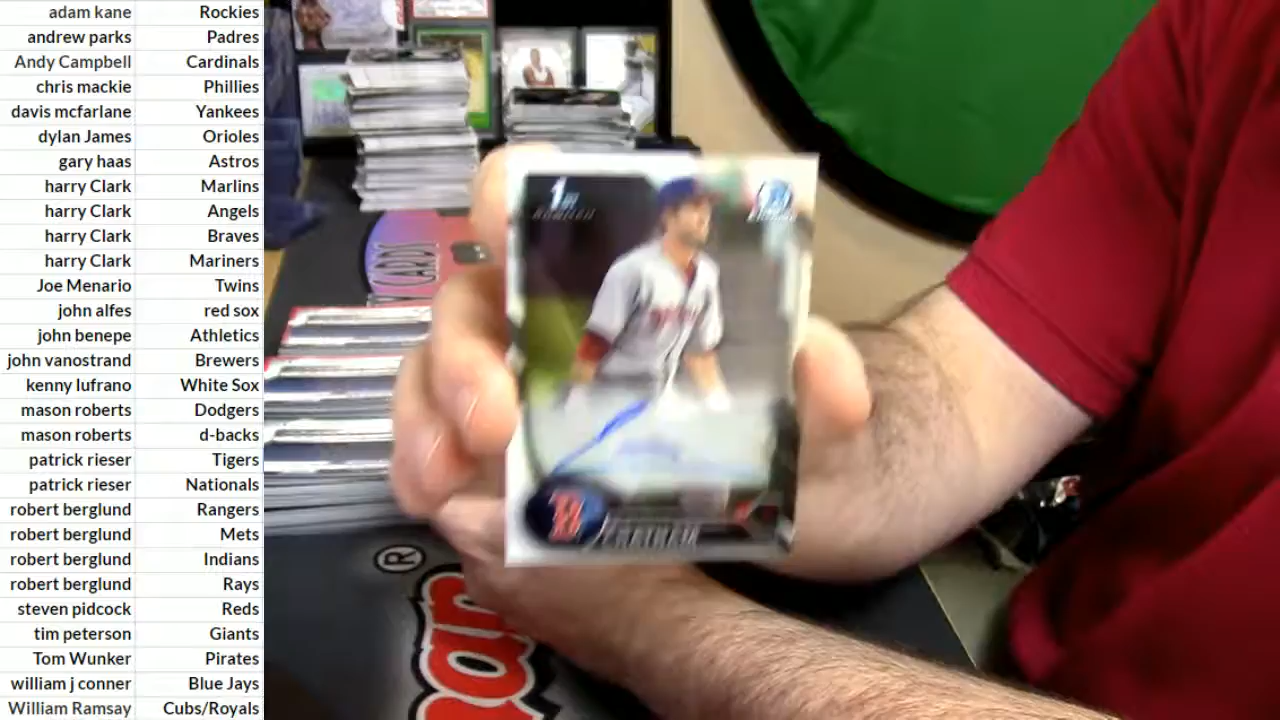 adam kane Rockies
andrew parks Padres
Andy Campbell Cardinals
chris mackie Phillies
davis mcfarlane Yankees
dylan James Orioles
gary haas Astros
harry Clark Marlins
harry Clark Angels
harry Clark Braves
harry Clark Mariners
Joe Menario Twins
john alfes red sox
john benepe Athletics
john vanostrand Brewers
kenny lufrano White Sox
mason roberts Dodgers
mason roberts d-backs
patrick rieser Tigers
patrick rieser Nationals
robert berglund Rangers
robert berglund Mets
robert berglund Indians
robert berglund Rays
steven pidcock Reds
tim peterson Giants
Tom Wunker Pirates
william j conner Blue Jays
William Ramsay Cubs/Royals
1st
BOWMAN
B
CARDS
®